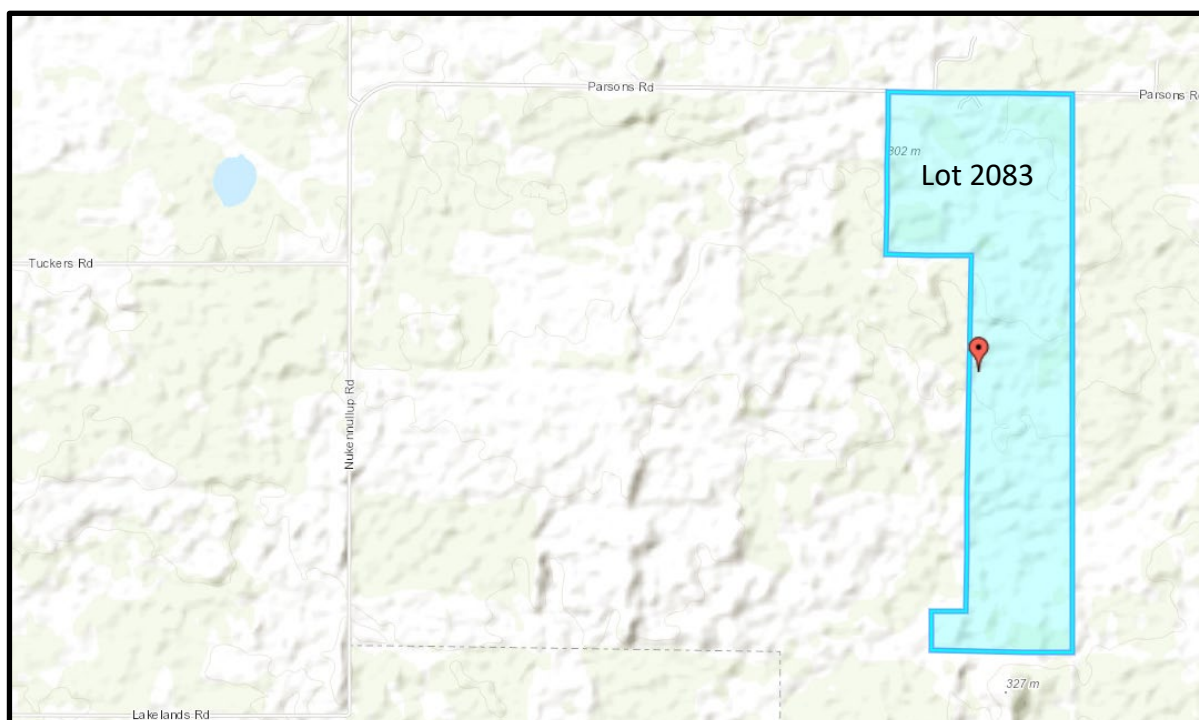 Parsons Rd
Parsons Rd
302 m
Lot 2083
Tuckers Rd
Nukennullup Rd
327 m
Lakelands Rd